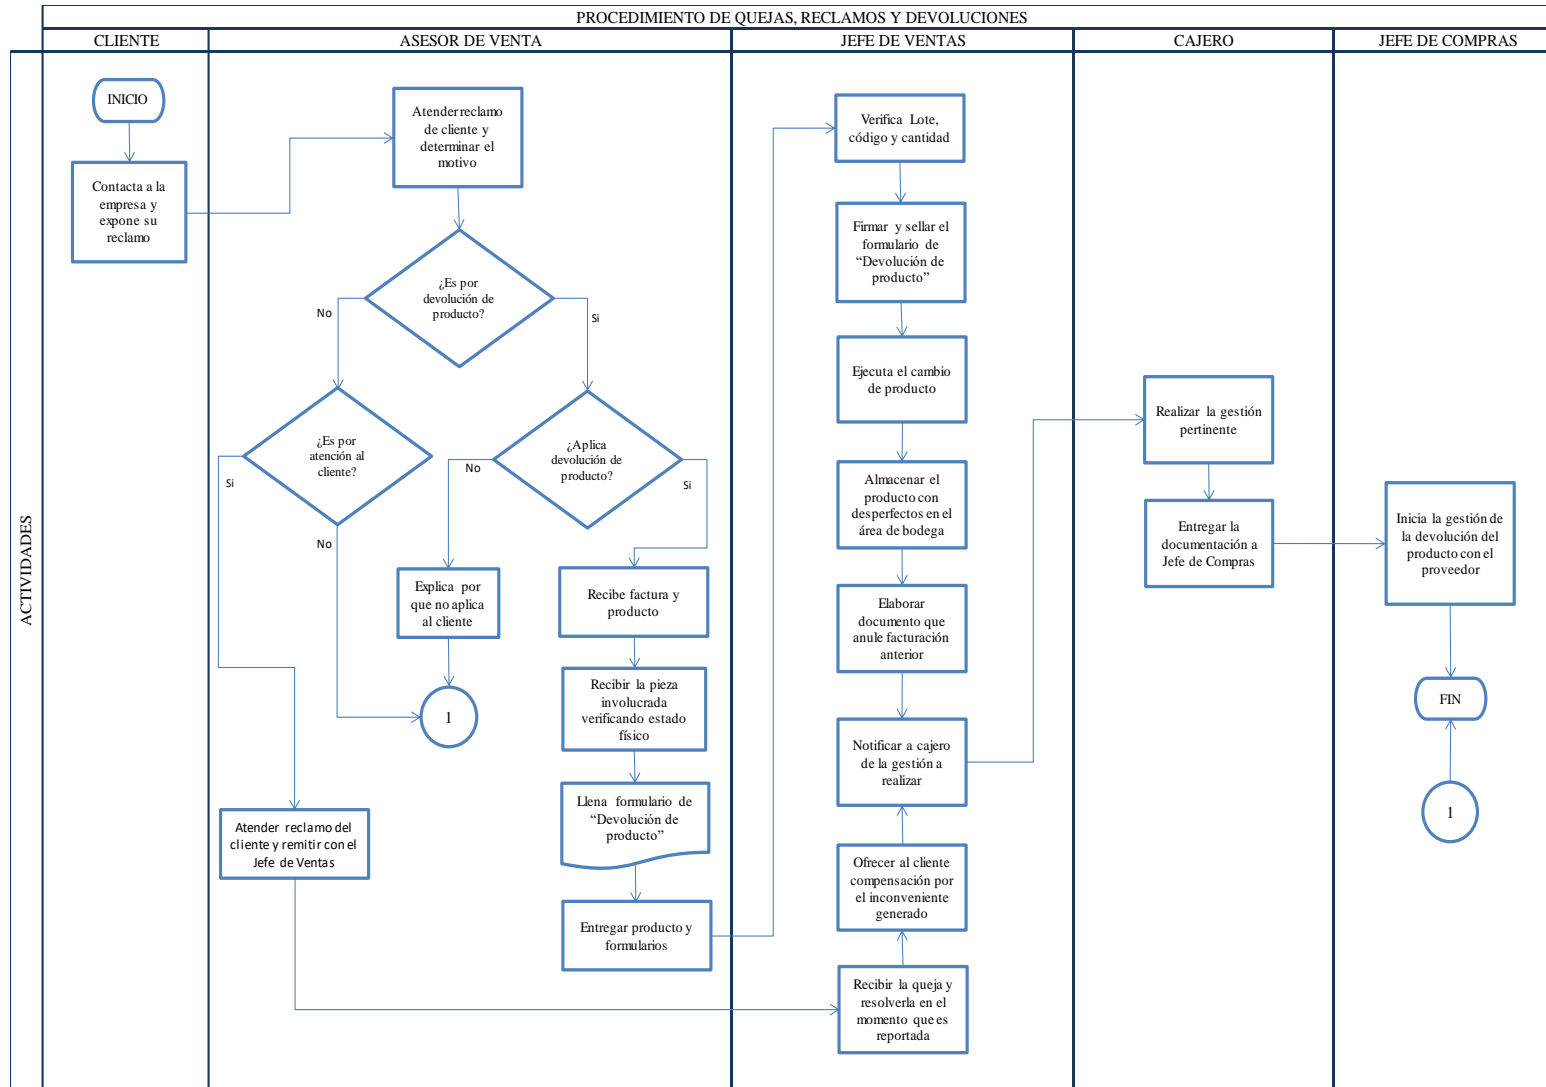 PROCEDIMIENTO DE QUEJAS, RECLAMOS Y DEVOLUCIONES
CLIENTE
ASESOR DE VENTA
JEFE DE VENTAS
CAJERO
JEFE DE COMPRAS
ACTIVIDADES
INICIO
Contacta a la
empresa y
expone su
reclamo
Atender reclamo
de cliente y
determinar el
motivo
¿Es por
devolución de
producto?
No
Si
¿Es por
atención al
cliente?
Si
No
¿Aplica
devolución de
producto?
No
Si
Explica por
que no aplica
al cliente
1
Recibe factura y
producto
Recibir la pieza
involucrada
verificando estado
físico
Llena formulario de
“Devolución de
producto”
Entregar producto y
formularios
Atender reclamo del
cliente y remitir con el
Jefe de Ventas
Verifica Lote,
código y cantidad
Firmar y sellar el
formulario de
“Devolución de
producto”
Ejecuta el cambio
de producto
Almacenar el
producto con
desperfectos en el
área de bodega
Elaborar
documento que
anule facturación
anterior
Notificar a cajero
de la gestión a
realizar
Ofrecer al cliente
compensación por
el inconveniente
generado
Recibir la queja y
resolverla en el
momento que es
reportada
Realizar la gestión
pertinente
Entregar la
documentación a
Jefe de Compras
Inicia la gestión de
la devolución del
producto con el
proveedor
FIN
1